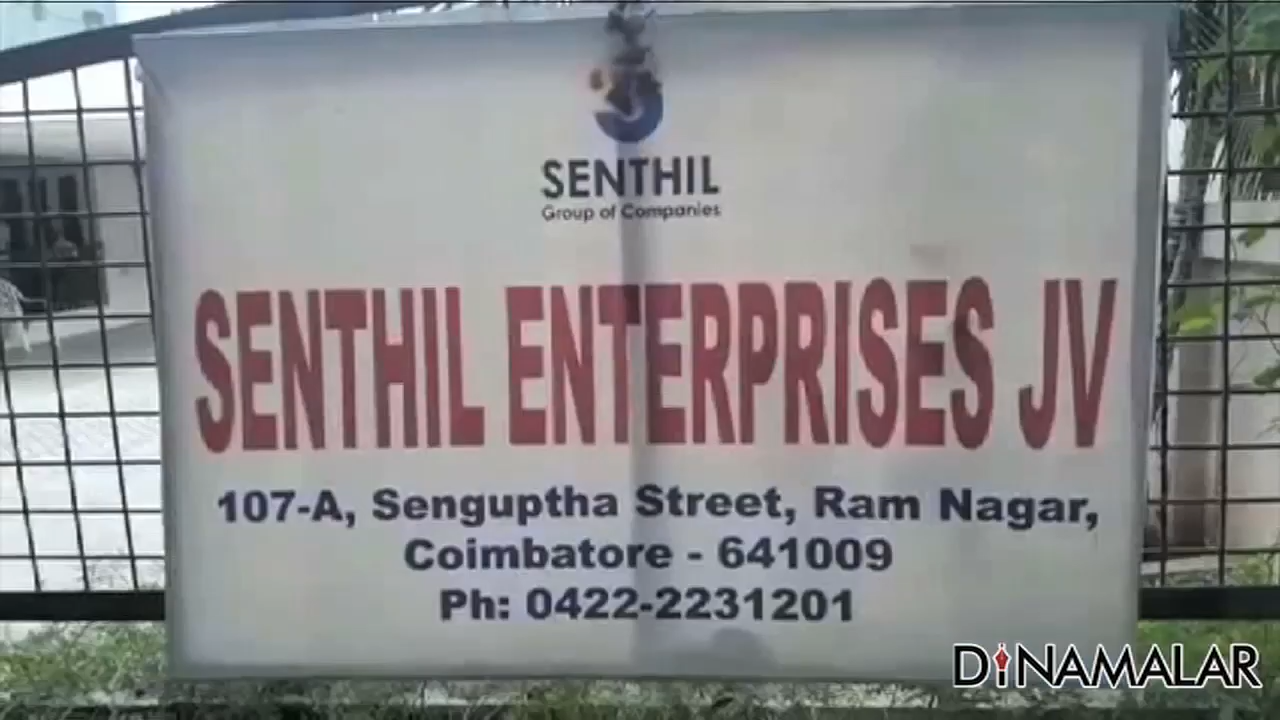 SENTHIL
Group of Companies
SENTHIL ENTERPRISES JV
107-A, Senguptha Street, Ram Nagar,
Coimbatore - 641009
Ph: 0422-2231201
DINAMALAR